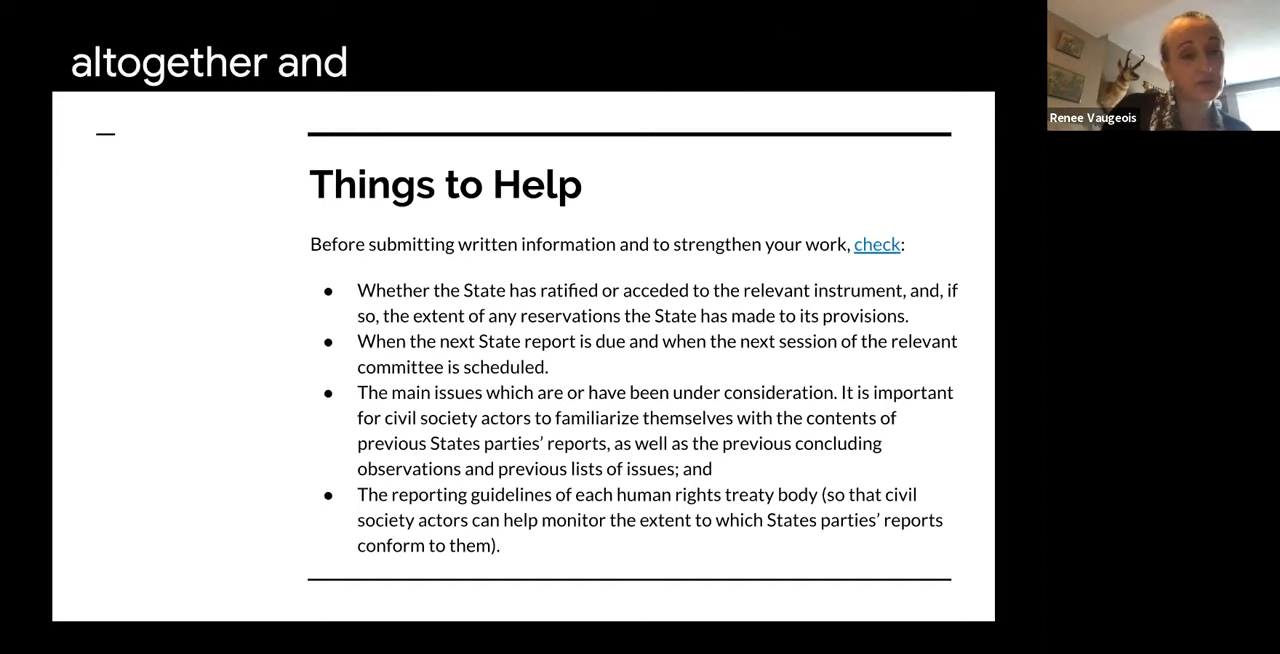 altogether and
Renee Vaugeois
Things to Help
Before submitting written information and to strengthen your work, check:
● Whether the State has ratified or acceded to the relevant instrument, and, if
so, the extent of any reservations the State has made to its provisions.
● When the next State report is due and when the next session of the relevant
committee is scheduled.
● The main issues which are or have been under consideration. It is important
for civil society actors to familiarize themselves with the contents of
previous States parties’ reports, as well as the previous concluding
observations and previous lists of issues; and
● The reporting guidelines of each human rights treaty body (so that civil
society actors can help monitor the extent to which States parties’ reports
conform to them).